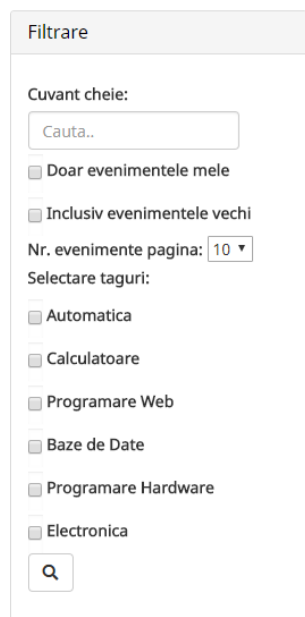 Filtrare
Cuvant cheie:
Cauta..
Doar evenimentele mele
Inclusiv evenimentele vechi
Nr. evenimente pagina: 10
Selectare taguri:
Automatica
Calculatoare
Programare Web
Baze de Date
Programare Hardware
Electronica